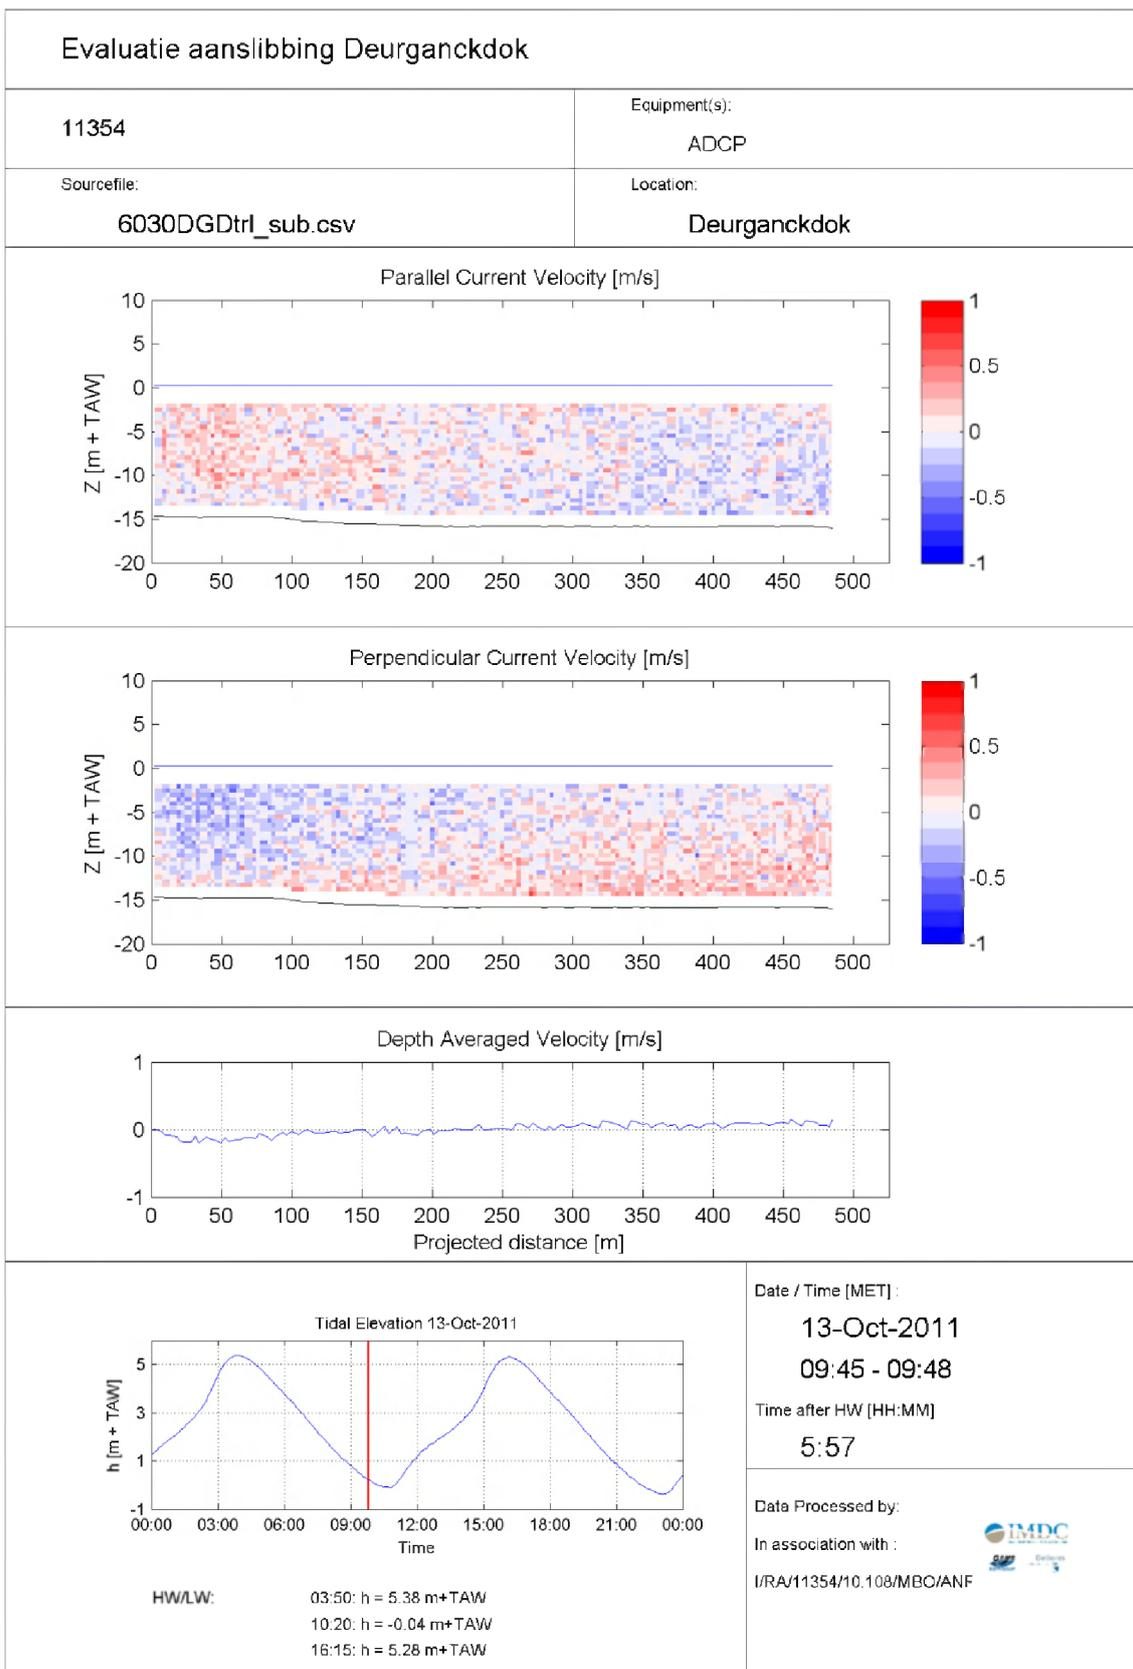 Evaluatie aanslibbing Deurganckdok
11354
Equipment(s):
ADCP
Sourcefile:
6030DGDtrl_sub.csv
Location:
Deurganckdok
Parallel Current Velocity [m/s]
Z [m + TAW]
10
5
0
-5
-10
-15
-20
0 50 100 150 200 250 300 350 400 450 500
1
0.5
0
-0.5
-1
Perpendicular Current Velocity [m/s]
Z [m + TAW]
10
5
0
-5
-10
-15
-20
0 50 100 150 200 250 300 350 400 450 500
1
0.5
0
-0.5
-1
Depth Averaged Velocity [m/s]
1
0
-1
0 50 100 150 200 250 300 350 400 450 500
Projected distance [m]
Tidal Elevation 13-Oct-2011
h [m + TAW]
5
3
1
-1
00:00 03:00 06:00 09:00 12:00 15:00 18:00 21:00 00:00
Time
HW/LW:
03:50: h = 5.38 m+TAW
10:20: h = -0.04 m+TAW
16:15: h = 5.28 m+TAW
Date / Time [MET] :
13-Oct-2011
09:45 - 09:48
Time after HW [HH:MM]
5:57
Data Processed by:
IMDC
In association with :
I/RA/11354/10.108/MBO/ANF